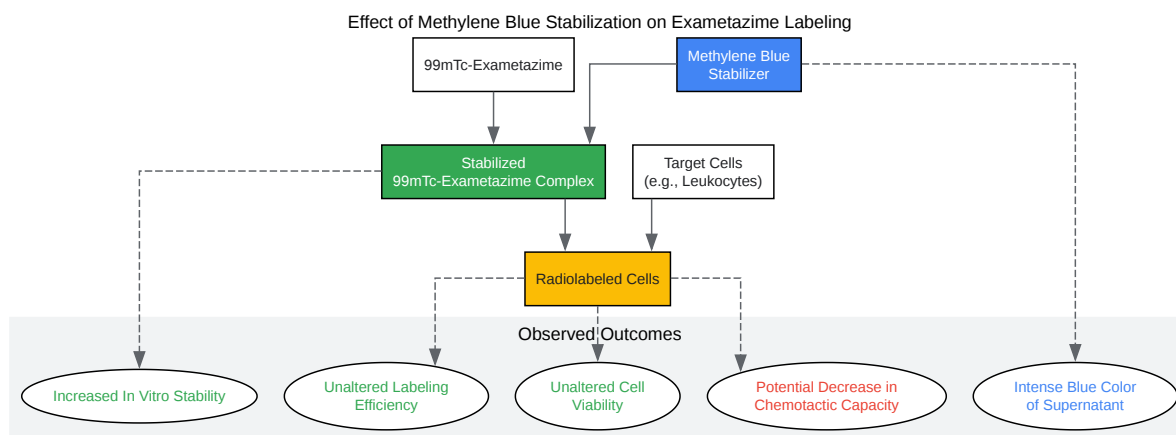 Effect of Methylene Blue Stabilization on Exametazime Labeling
99mTc-Exametazime
Methylene Blue
Stabilizer
Stabilized
99mTc-Exametazime Complex
Target Cells
(e.g., Leukocytes)
Radiolabeled Cells
Observed Outcomes
Increased In Vitro Stability
Unaltered Labeling
Efficiency
Unaltered Cell
Viability
Potential Decrease in
Chemotactic Capacity
Intense Blue Color
of Supernatant